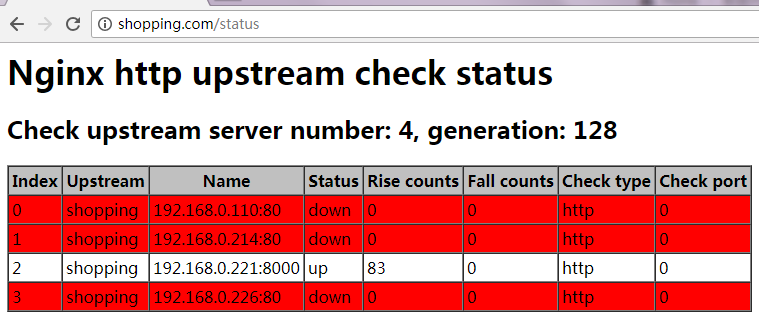 shopping.com/status
Nginx http upstream check status
Check upstream server number: 4, generation: 128
Index Upstream Name Status Rise counts Fall counts Check type Check port
0 shopping 192.168.0.110:80 down 0 0 http 0
1 shopping 192.168.0.214:80 down 0 0 http 0
2 shopping 192.168.0.221:8000 up 83 0 http 0
3 shopping 192.168.0.226:80 down 0 0 http 0